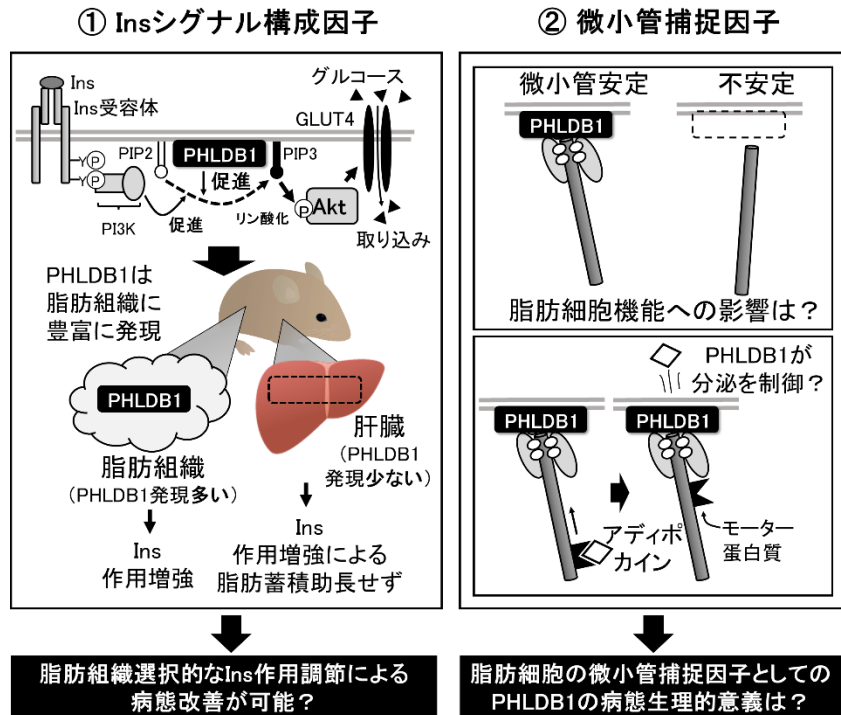 ① Insシグナル構成因子
Ins
Ins受容体
グルコース
GLUT4
PIP2
PHLDB1
PIP3
促進
P
P
PI3K
促進
リン酸化
P
Akt
取り込み
PHLDB1は
脂肪組織に
豊富に発現
PHLDB1
脂肪組織
(PHLDB1発現多い)
肝臓
(PHLDB1
発現少ない)
Ins
作用増強
Ins
作用増強による
脂肪蓄積助長せず
脂肪組織選択的なIns作用調節による
病態改善が可能？
② 微小管捕捉因子
微小管安定
不安定
PHLDB1
脂肪細胞機能への影響は？
PHLDB1が
分泌を制御？
PHLDB1
PHLDB1
アディポ
カイン
モーター
蛋白質
脂肪細胞の微小管捕捉因子としての
PHLDB1の病態生理的意義は？